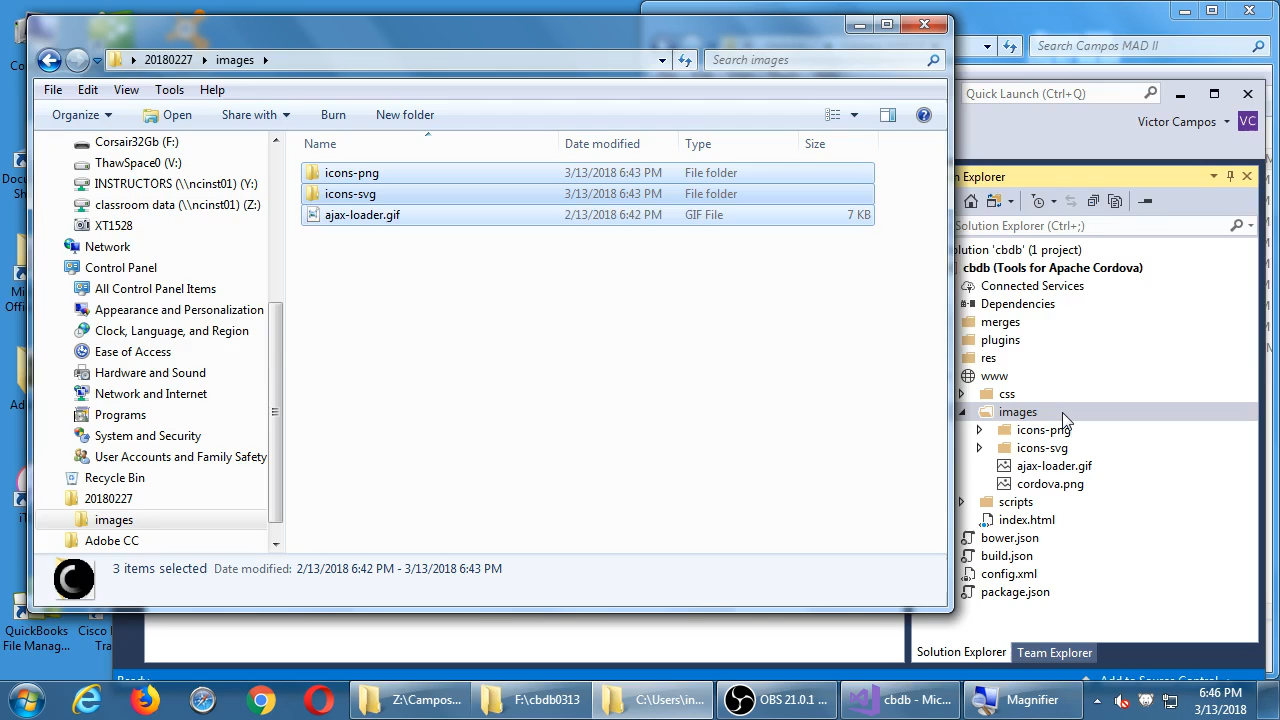 20180227 images
Search images
Search Campos MAD II
File Edit View Tools Help
Organize Open Share with Burn New folder
Quick Launch (Ctrl+Q)
Victor Campos VC
Name Date modified Type Size
icons-png 3/13/2018 6:43 PM File folder
icons-svg 3/13/2018 6:43 PM File folder
ajax-loader.gif 2/13/2018 6:42 PM GIF File 7 KB
Corsair32Gb (F:)
ThawSpace0 (V:)
INSTRUCTORS (\\ncinst01) (Y:)
classroom data (\\ncinst01) (Z:)
XT1528
Network
Control Panel
All Control Panel Items
Appearance and Personalization
Clock, Language, and Region
Ease of Access
Hardware and Sound
Network and Internet
Programs
System and Security
User Accounts and Family Safety
Recycle Bin
20180227
images
Adobe CC
3 items selected Date modified: 2/13/2018 6:42 PM - 3/13/2018 6:43 PM
m Explorer
Solution Explorer (Ctrl+;)
olution 'cbdb' (1 project)
cbdb (Tools for Apache Cordova)
Connected Services
Dependencies
merges
plugins
res
www
css
images
icons-png
icons-svg
ajax-loader.gif
cordova.png
scripts
index.html
bower.json
build.json
config.xml
package.json
Solution Explorer Team Explorer
QuickBooks
File Manag...
Cisco
Tra
Z:\Campos...
F:\cbdb0313
C:\Users\in...
OBS 21.0.1 ...
cbdb - Mic...
Magnifier
6:46 PM
3/13/2018